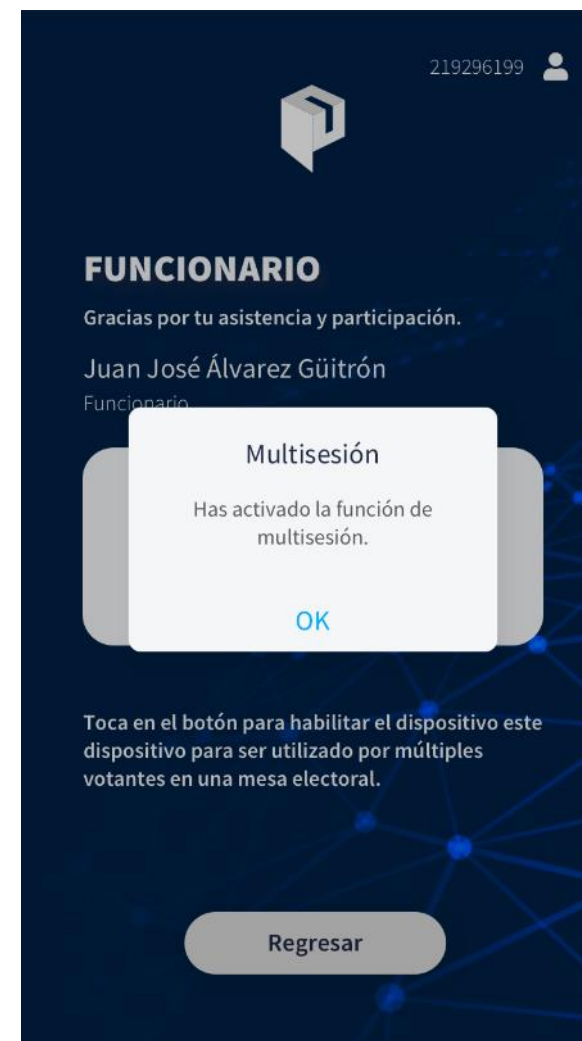 219296199
FUNCIONARIO
Gracias por tu asistencia y participación.
Juan José Álvarez Güitrón
Funcionario
Multisesión
Has activado la función de
multisesión.
OK
Toca en el botón para habilitar el dispositivo este
dispositivo para ser utilizado por múltiples
votantes en una mesa electoral.
Regresar